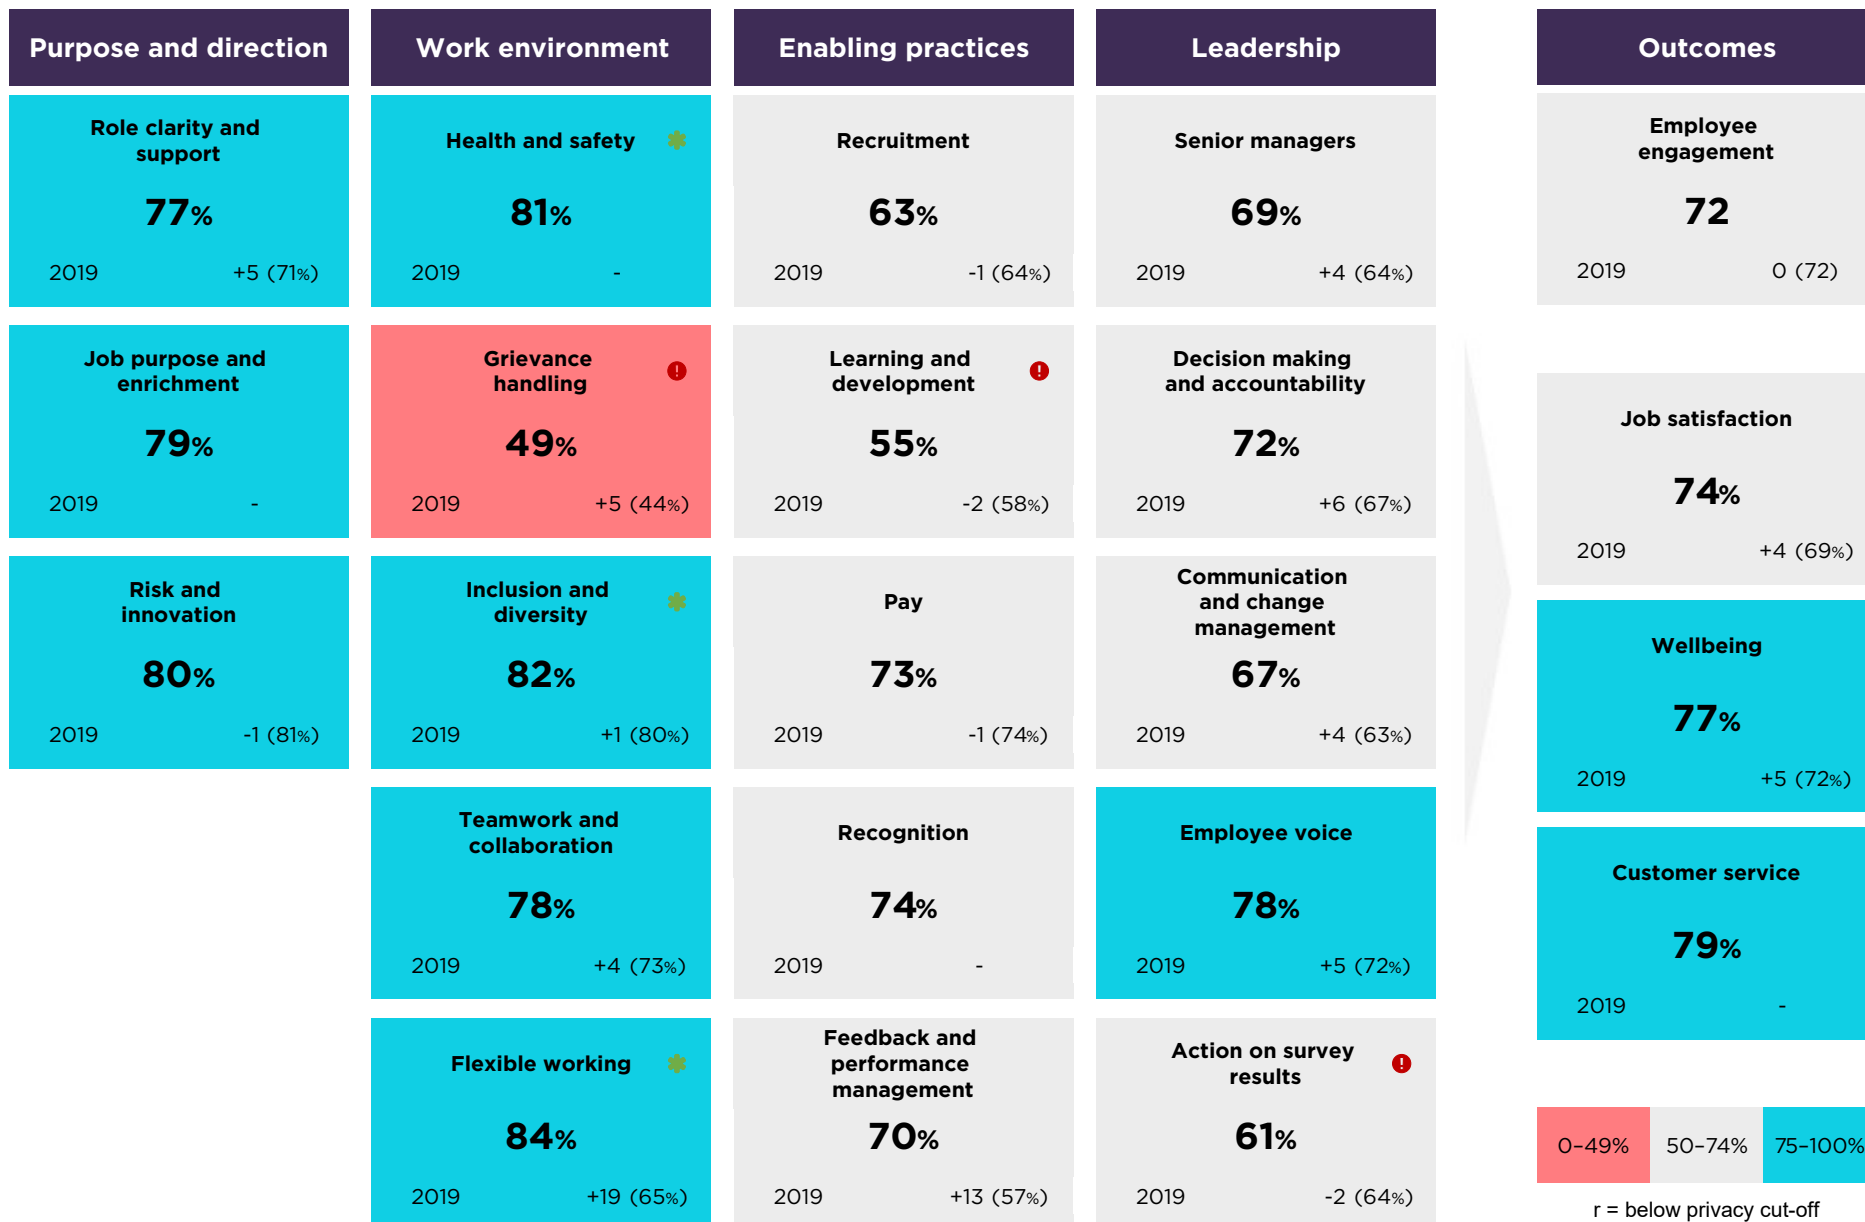 Purpose and direction
Role clarity and
support
77%
2019 +5 (71%)
Job purpose and
enrichment
79%
2019 -
Risk and
innovation
80%
2019 -1 (81%)
Work environment
Health and safety
81%
2019 -
Grievance
handling
49%
2019 +5 (44%)
Inclusion and
diversity
82%
2019 +1 (80%)
Teamwork and
collaboration
78%
2019 +4 (73%)
Flexible working
84%
2019 +19 (65%)
Enabling practices
Recruitment
63%
2019 -1 (64%)
Learning and
development
55%
2019 -2 (58%)
Pay
73%
2019 -1 (74%)
Recognition
74%
2019 -
Feedback and
performance
management
70%
2019 +13 (57%)
Leadership
Senior managers
69%
2019 +4 (64%)
Decision making
and accountability
72%
2019 +6 (67%)
Communication
and change
management
67%
2019 +4 (63%)
Employee voice
78%
2019 +5 (72%)
Action on survey
results
61%
2019 -2 (64%)
Outcomes
Employee
engagement
72
2019 0 (72)
Job satisfaction
74%
2019 +4 (69%)
Wellbeing
77%
2019 +5 (72%)
Customer service
79%
2019 -
0–49% 50–74% 75–100%
r = below privacy cut-off